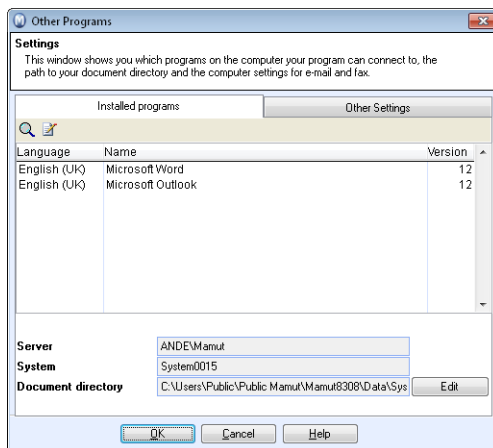 Other Programs
Settings
This window shows you which programs on the computer your program can connect to, the
path to your document directory and the computer settings for e-mail and fax.
Installed programs Other Settings
Language Name Version
English (UK) Microsoft Word 12
English (UK) Microsoft Outlook 12
Server ANDE\Mamut
System System0015
Document directory C:\Users\Public\Public Mamut\Mamut8308\Data\Sys Edit
OK Cancel Help